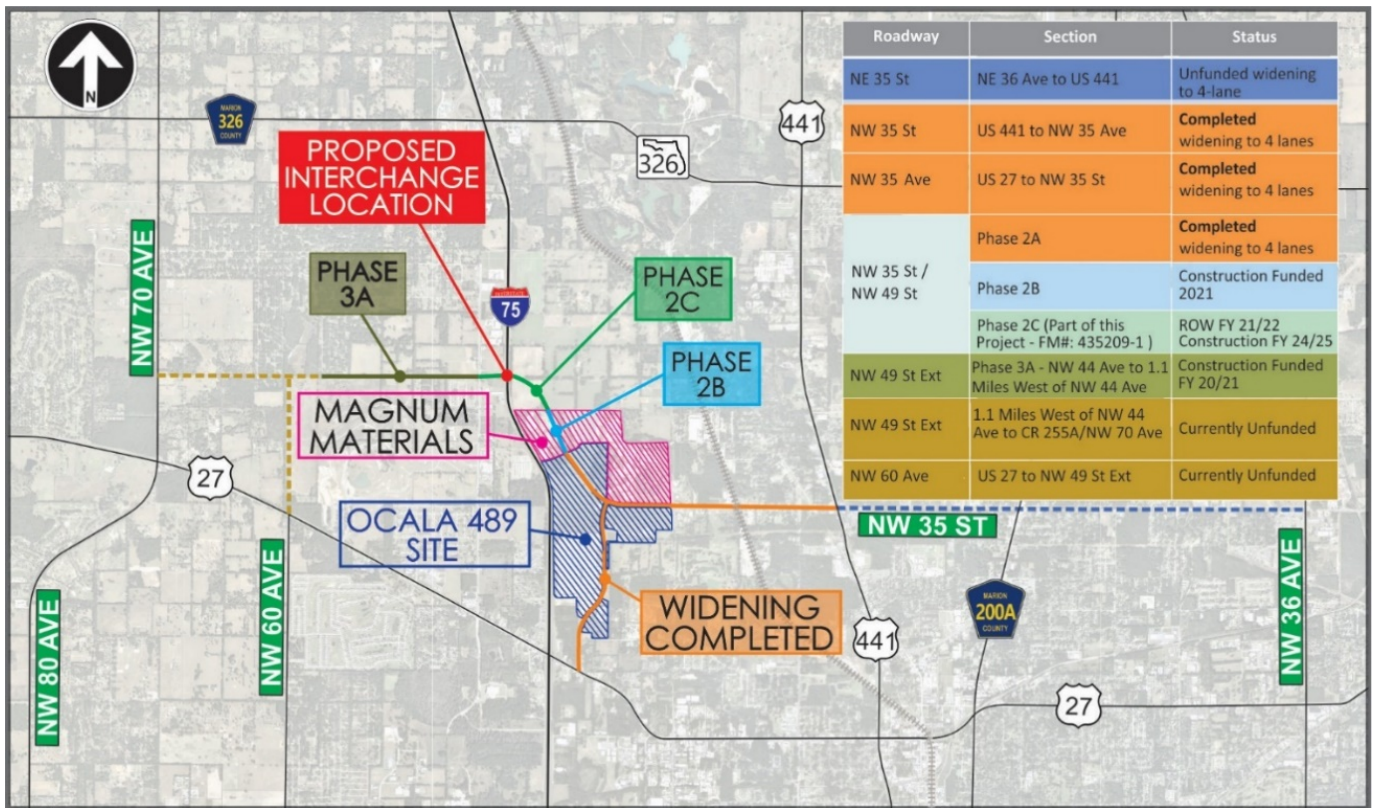 N
MARION
326
COUNTY
PROPOSED
INTERCHANGE
LOCATION
441
326
NW 70 AVE
PHASE
3A
INTERSTATE
75
PHASE
2C
PHASE
2B
MAGNUM
MATERIALS
27
OCALA 489
SITE
NW 60 AVE
NW 80 AVE
WIDENING
COMPLETED
441
NW 35 ST
MARION
200A
COUNTY
NW 36 AVE
27
Roadway Section Status
NE 35 St NE 36 Ave to US 441 Unfunded widening
to 4-lane
NW 35 St US 441 to NW 35 Ave Completed
widening to 4 lanes
NW 35 Ave US 27 to NW 35 St Completed
widening to 4 lanes
NW 35 St /
NW 49 St
Phase 2A Completed
widening to 4 lanes
Phase 2B Construction Funded
2021
Phase 2C (Part of this
Project - FM#: 435209-1 )
ROW FY 21/22
Construction FY 24/25
NW 49 St Ext Phase 3A - NW 44 Ave to 1.1
Miles West of NW 44 Ave
Construction Funded
FY 20/21
NW 49 St Ext 1.1 Miles West of NW 44
Ave to CR 255A/NW 70 Ave
Currently Unfunded
NW 60 Ave US 27 to NW 49 St Ext Currently Unfunded